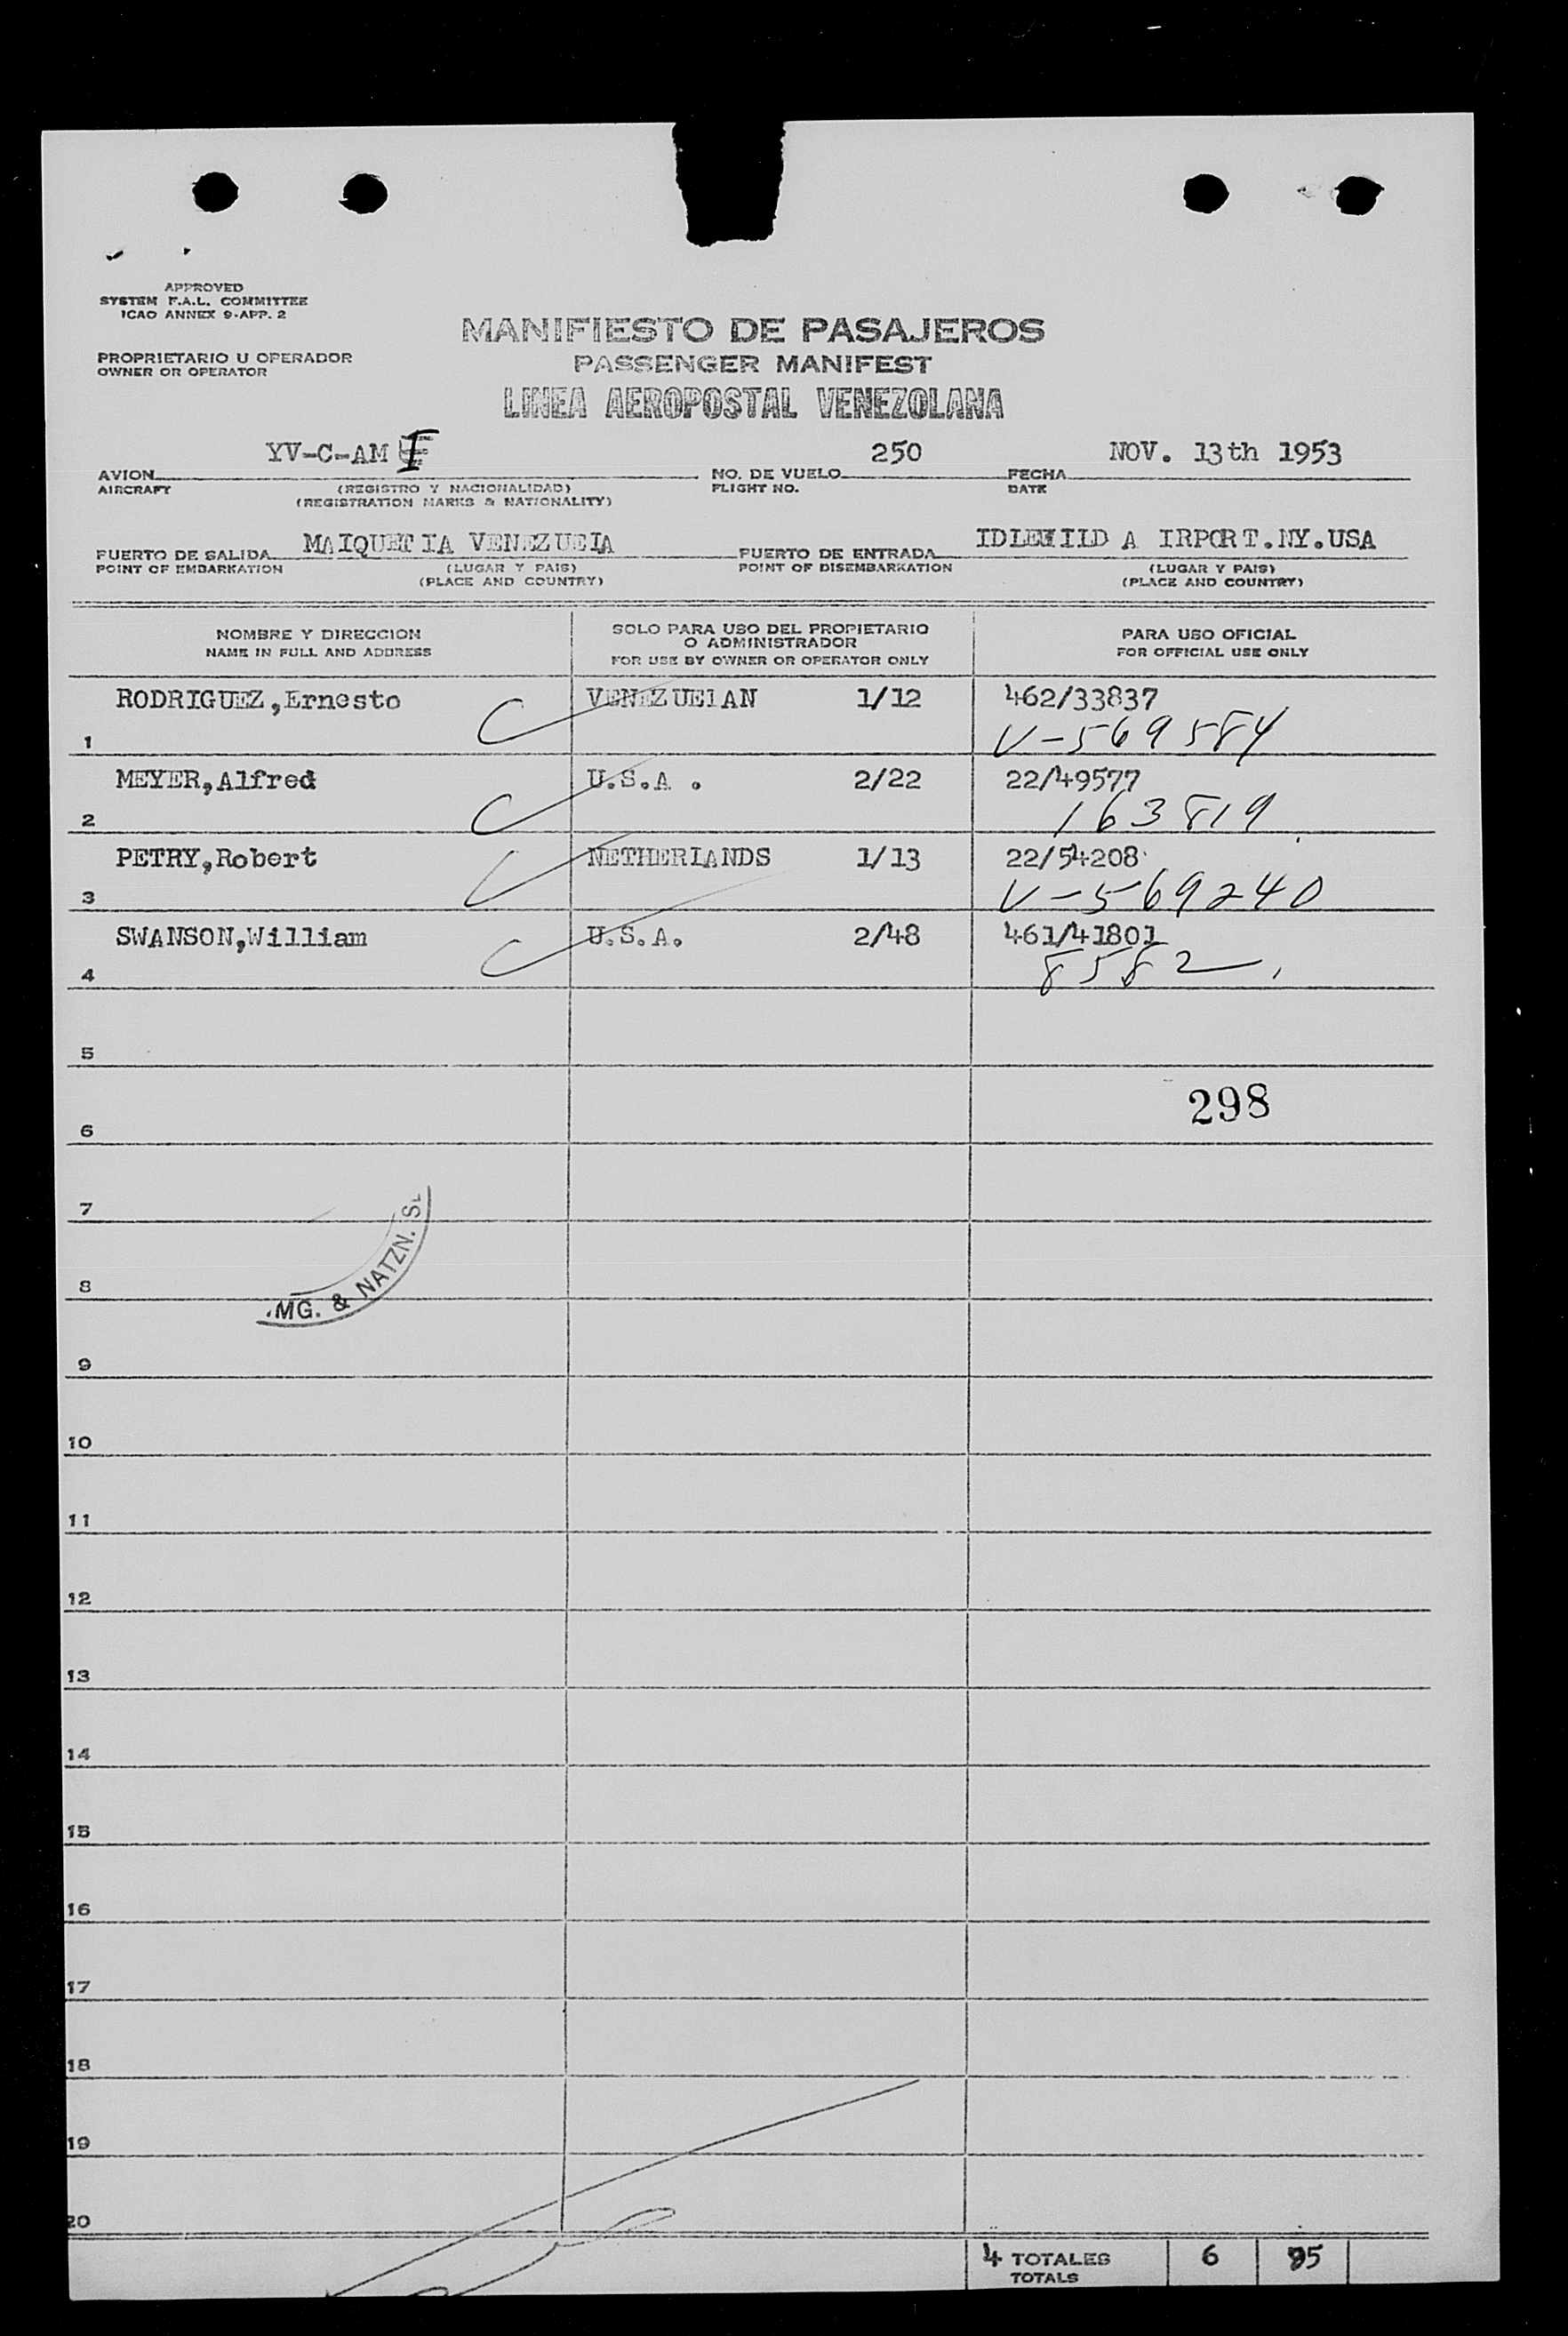 APPROVED
SYSTEM F.A.L. COMMITTEE
ICAO ANNEX 9-APP. 2
MANIFIESTO DE PASAJEROS
PROPRIETARIO U OPERADOR
OWNER OR OPERATOR
PASSENGER MANIFEST
LINEA AEROPOSTAL VENEZOLANA
YV-C-AM I 250 NOV. 13th 1953
AVION NO. DE VUELO FECHA
AIRCRAFT (REGISTRO Y NACIONALIDAD) FLIGHT NO. DATE
(REGISTRATION MARKS & NATIONALITY)
MAIQUET IA VENEZUEIA IDLEWILD A IRPORT.NY.USA
PUERTO DE SALIDA PUERTO DE ENTRADA
POINT OF EMBARKATION (LUGAR Y PAIS) POINT OF DISEMBARKATION (LUGAR Y PAIS)
(PLACE AND COUNTRY) (PLACE AND COUNTRY)
NOMBRE Y DIRECCION SOLO PARA USO DEL PROPIETARIO PARA USO OFICIAL
O ADMINISTRADOR
NAME IN FULL AND ADDRESS FOR USE BY OWNER OR OPERATOR ONLY FOR OFFICIAL USE ONLY
RODRIGUEZ,Ernesto VENEZUEIAN 1/12 462/33837
1 V-569584
MEYER,Alfred U.S.A . 2/22 22/49577
2 163819
PETRY,Robert NETHERIANDS 1/13 22/54208
3 V-569240
SWANSON,William U.S.A. 2/48 461/41801
4 8582
5
298
6
7
8
MG. & NATZN. S
9
10
11
12
13
14
15
16
17
18
19
20
4 TOTALES 6 95
TOTALS